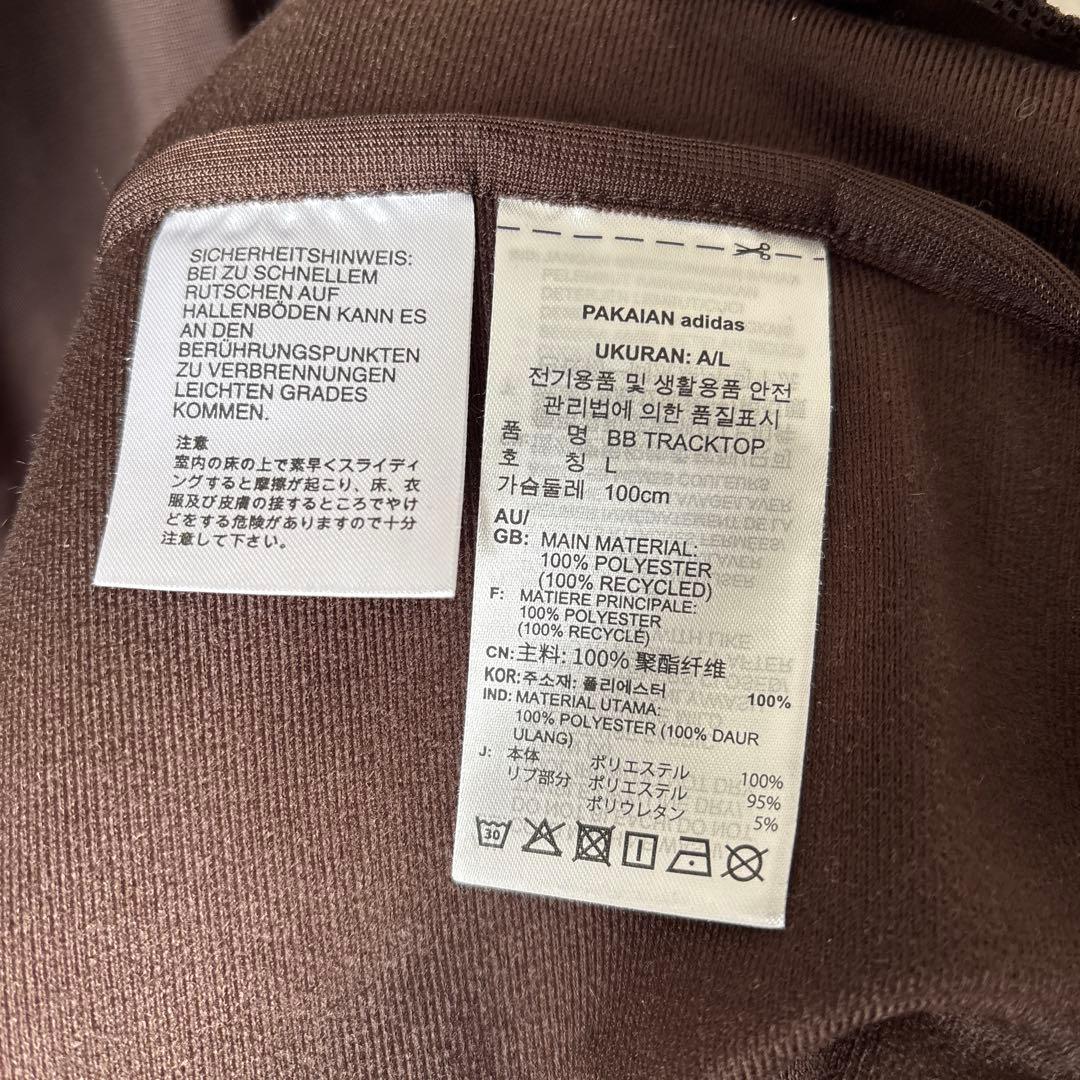 SICHERHEITSHINWEIS:
BEI ZU SCHNELLEM
RUTSCHEN AUF
HALLENBÖDEN KANN ES
AN DEN
BERÜHRUNGSPUNKTEN
ZU VERBRENNUNGEN
LEICHTEN GRADES
KOMMEN.
注意
室内の床の上で素早くスライディ
ングすると摩擦が起こり、床、衣
服及び皮膚の接するところでやけ
どをする危険がありますので十分
注意して下さい。
PAKAIAN adidas
UKURAN: A/L
전기용품 및 생활용품 안전
관리법에 의한 품질표시
품 명 BB TRACKTOP
호 칭 L
가슴둘레 100cm
AU/
GB: MAIN MATERIAL:
100% POLYESTER
(100% RECYCLED)
F: MATIERE PRINCIPALE:
100% POLYESTER
(100% RECYCLÉ)
CN: 主料: 100% 聚酯纤维
KOR: 주소재: 폴리에스터 100%
IND: MATERIAL UTAMA:
100% POLYESTER (100% DAUR
ULANG)
J: 本体 ポリエステル 100%
リブ部分 ポリエステル 95%
ポリウレタン 5%
30